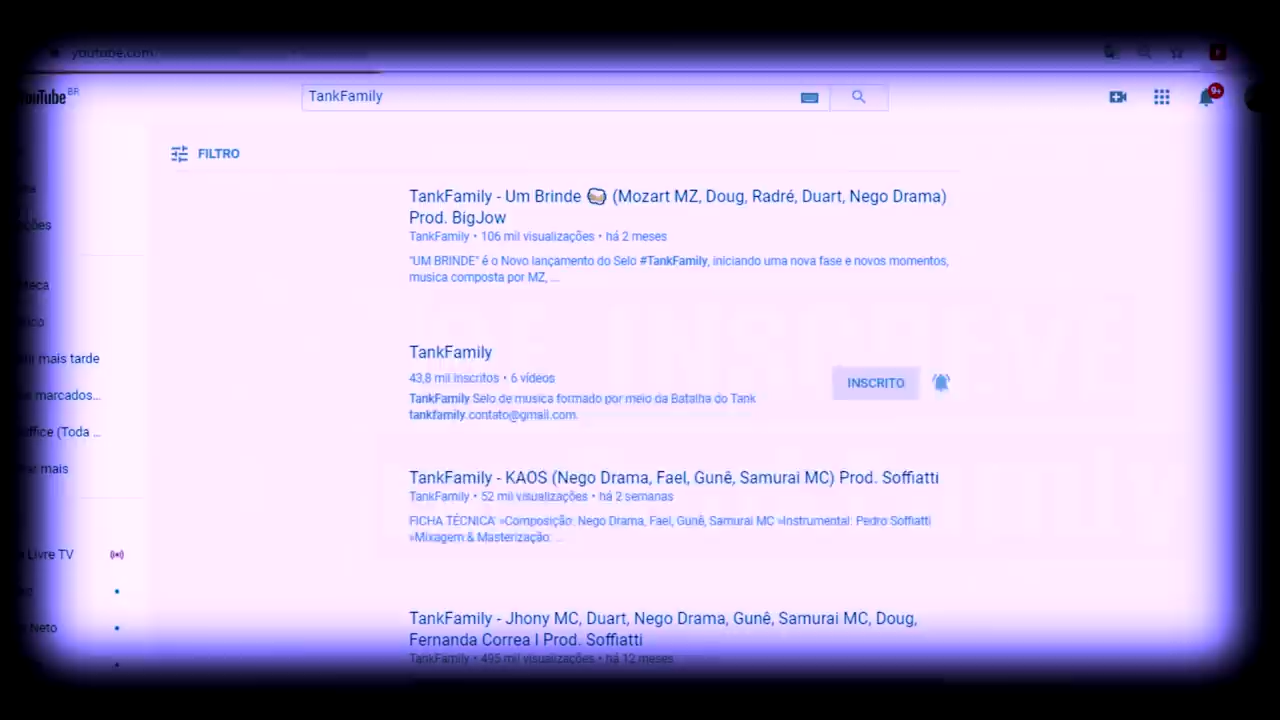 youtube.com
YouTube BR
TankFamily
9+
FILTRO
TankFamily - Um Brinde 🍻 (Mozart MZ, Doug, Radré, Duart, Nego Drama)
Prod. BigJow
TankFamily • 106 mil visualizações • há 2 meses
"UM BRINDE" é o Novo lançamento do Selo #TankFamily, iniciando uma nova fase e novos momentos,
musica composta por MZ, ...
TankFamily
43,8 mil inscritos • 6 vídeos
INSCRITO
TankFamily Selo de musica formado por meio da Batalha do Tank
tankfamily.contato@gmail.com.
mais tarde
marcados...
(Toda ...
mais
TankFamily - KAOS (Nego Drama, Fael, Gunê, Samurai MC) Prod. Soffiatti
TankFamily • 52 mil visualizações • há 2 semanas
FICHA TÉCNICA »Composição: Nego Drama, Fael, Gunê, Samurai MC »Instrumental: Pedro Soffiatti
»Mixagem & Masterização: ...
Livre TV
Neto
TankFamily - Jhony MC, Duart, Nego Drama, Gunê, Samurai MC, Doug,
Fernanda Correa l Prod. Soffiatti
TankFamily • 495 mil visualizações • há 12 meses